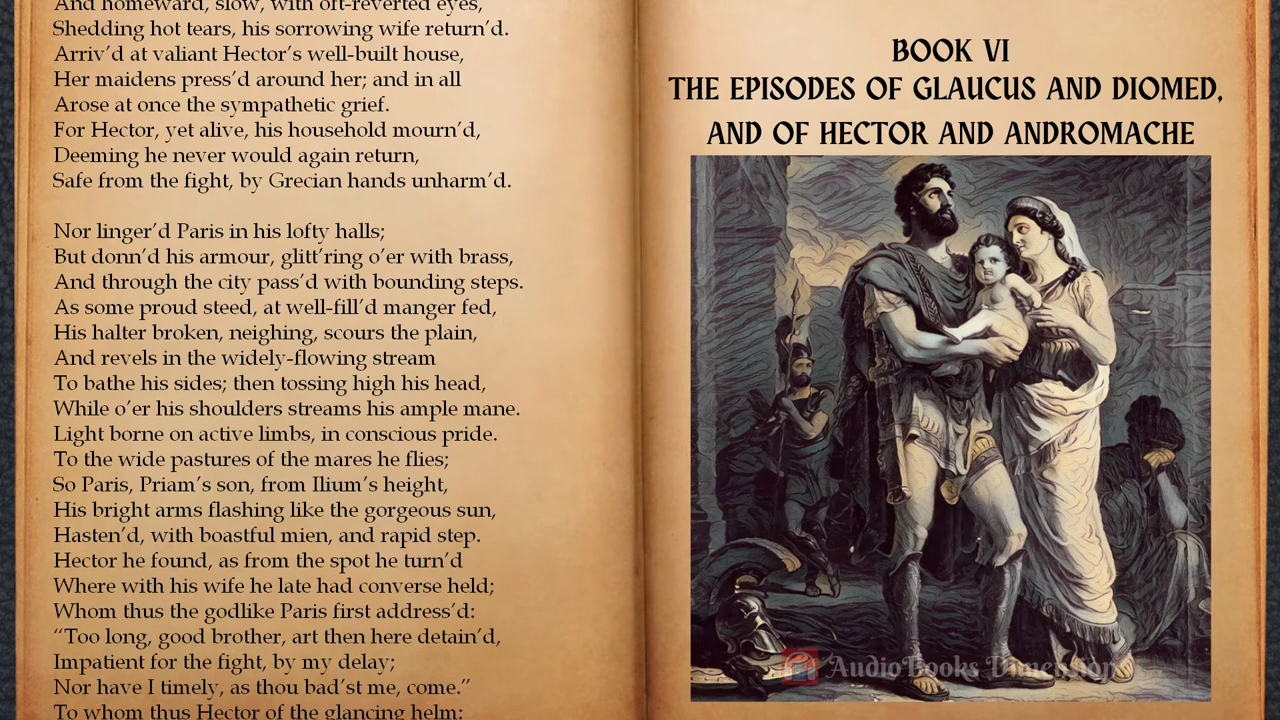 And homeward, slow, with oft-reverted eyes,
Shedding hot tears, his sorrowing wife return’d.
Arriv’d at valiant Hector’s well-built house,
Her maidens press’d around her; and in all
Arose at once the sympathetic grief.
For Hector, yet alive, his household mourn’d,
Deeming he never would again return,
Safe from the fight, by Grecian hands unharm’d.

Nor linger’d Paris in his lofty halls;
But donn’d his armour, glitt’ring o’er with brass,
And through the city pass’d with bounding steps.
As some proud steed, at well-fill’d manger fed,
His halter broken, neighing, scours the plain,
And revels in the widely-flowing stream
To bathe his sides; then tossing high his head,
While o’er his shoulders streams his ample mane.
Light borne on active limbs, in conscious pride.
To the wide pastures of the mares he flies;
So Paris, Priam’s son, from Ilium’s height,
His bright arms flashing like the gorgeous sun,
Hasten’d, with boastful mien, and rapid step.
Hector he found, as from the spot he turn’d
Where with his wife he late had converse held;
Whom thus the godlike Paris first address’d:
“Too long, good brother, art then here detain’d,
Impatient for the fight, by my delay;
Nor have I timely, as thou bad’st me, come.”
To whom thus Hector of the glancing helm:
BOOK VI
THE EPISODES OF GLAUCUS AND DIOMED,
AND OF HECTOR AND ANDROMACHE
AudioBooks Dimension